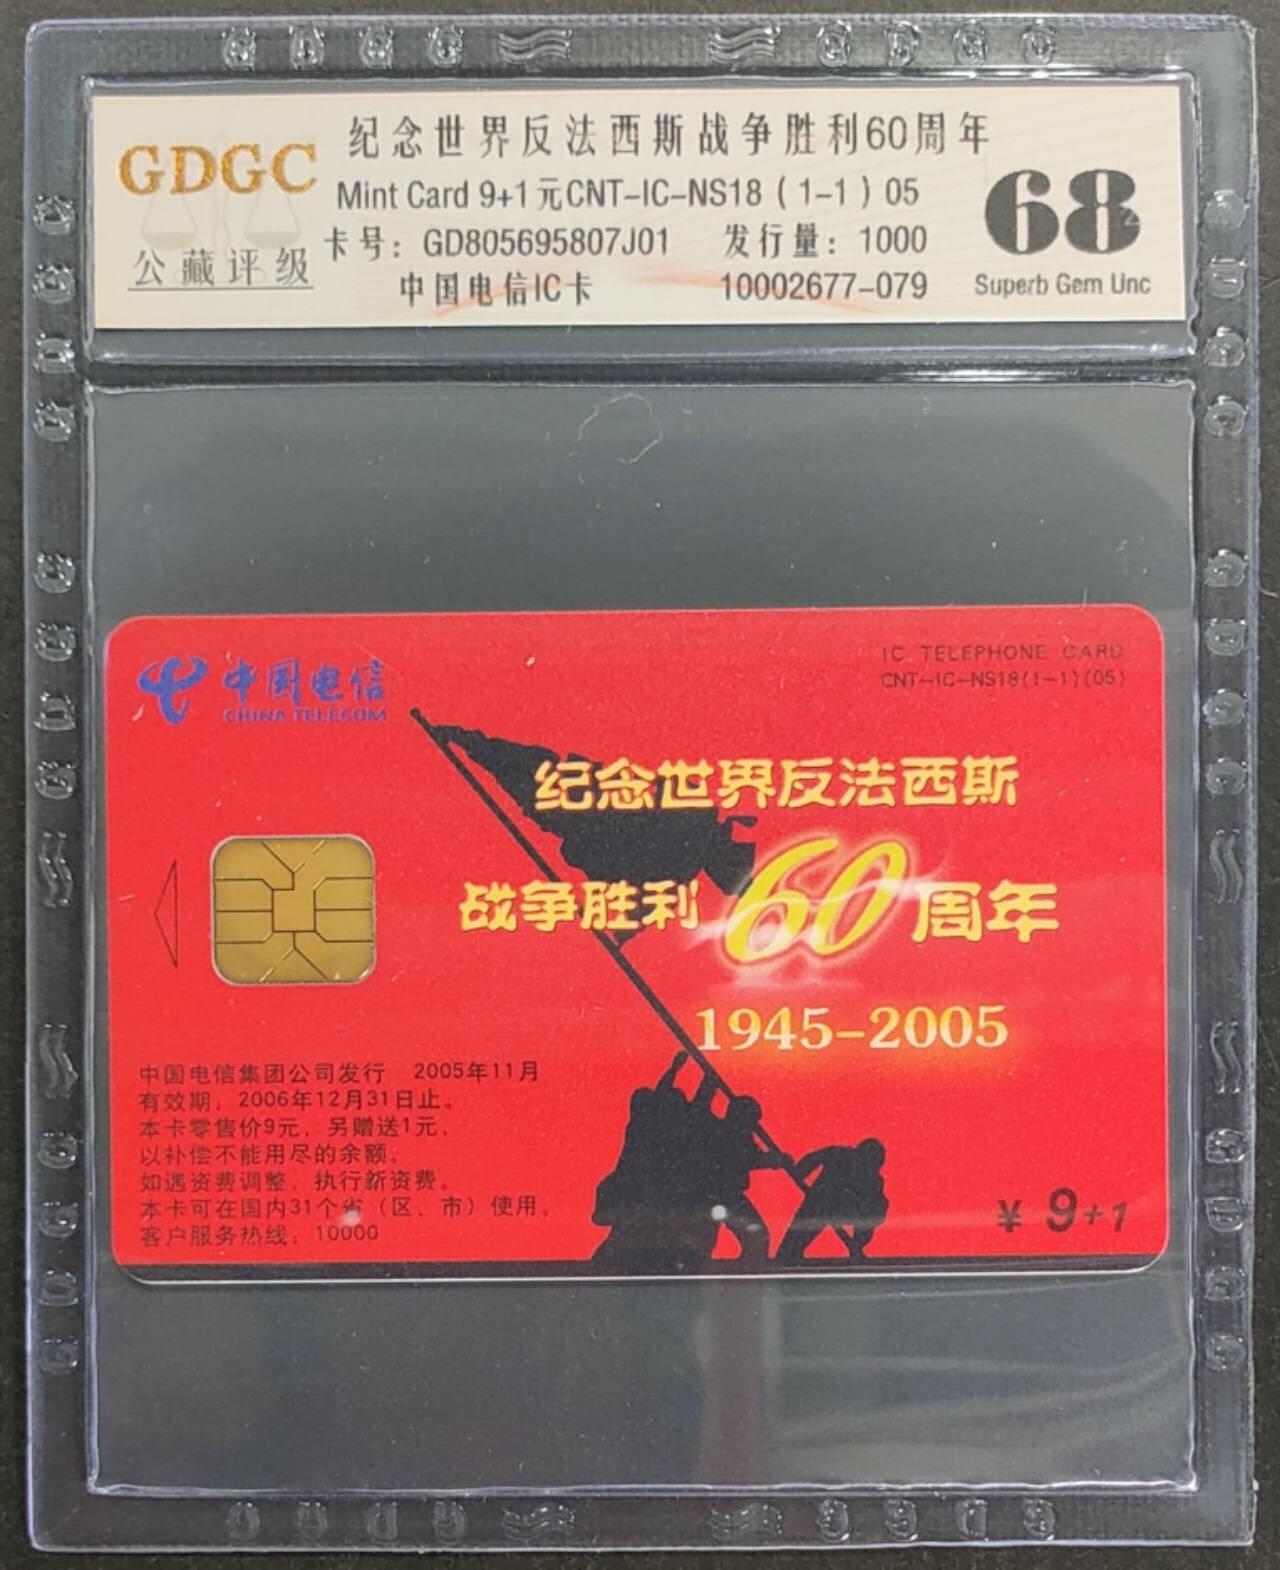 GDGC
公藏评级
纪念世界反法西斯战争胜利60周年
Mint Card 9+1元CNT-IC-NS18（1-1）05
卡号：GD805695807J01 发行量：1000
中国电信IC卡 10002677-079
68
Superb Gem Unc
中国电信
CHINA TELECOM
IC TELEPHONE CARD
CNT-IC-NS18(1-1)(05)
纪念世界反法西斯
战争胜利60周年
1945-2005
中国电信集团公司发行 2005年11月
有效期：2006年12月31日止。
本卡零售价9元，另赠送1元，
以补偿不能用尽的余额。
如遇资费调整，执行新资费。
本卡可在国内31个省（区、市）使用。
客户服务热线：10000
¥ 9+1